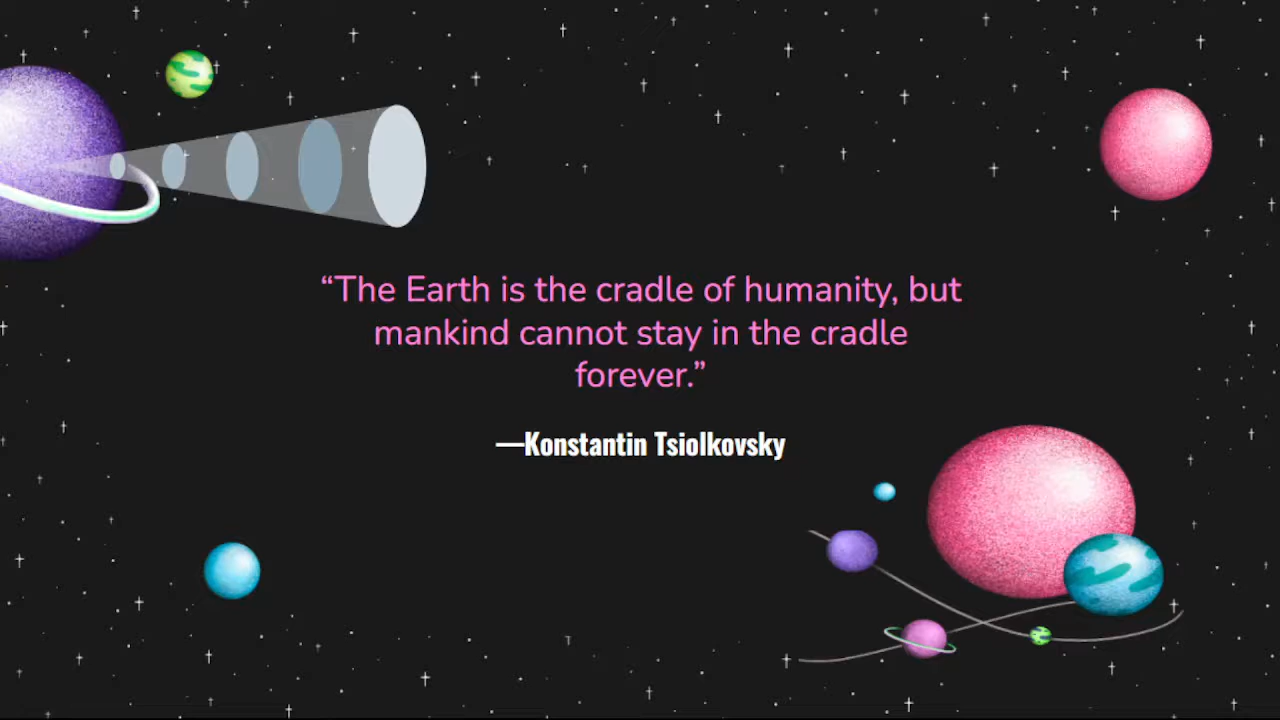 “The Earth is the cradle of humanity, but
mankind cannot stay in the cradle
forever.”
—Konstantin Tsiolkovsky